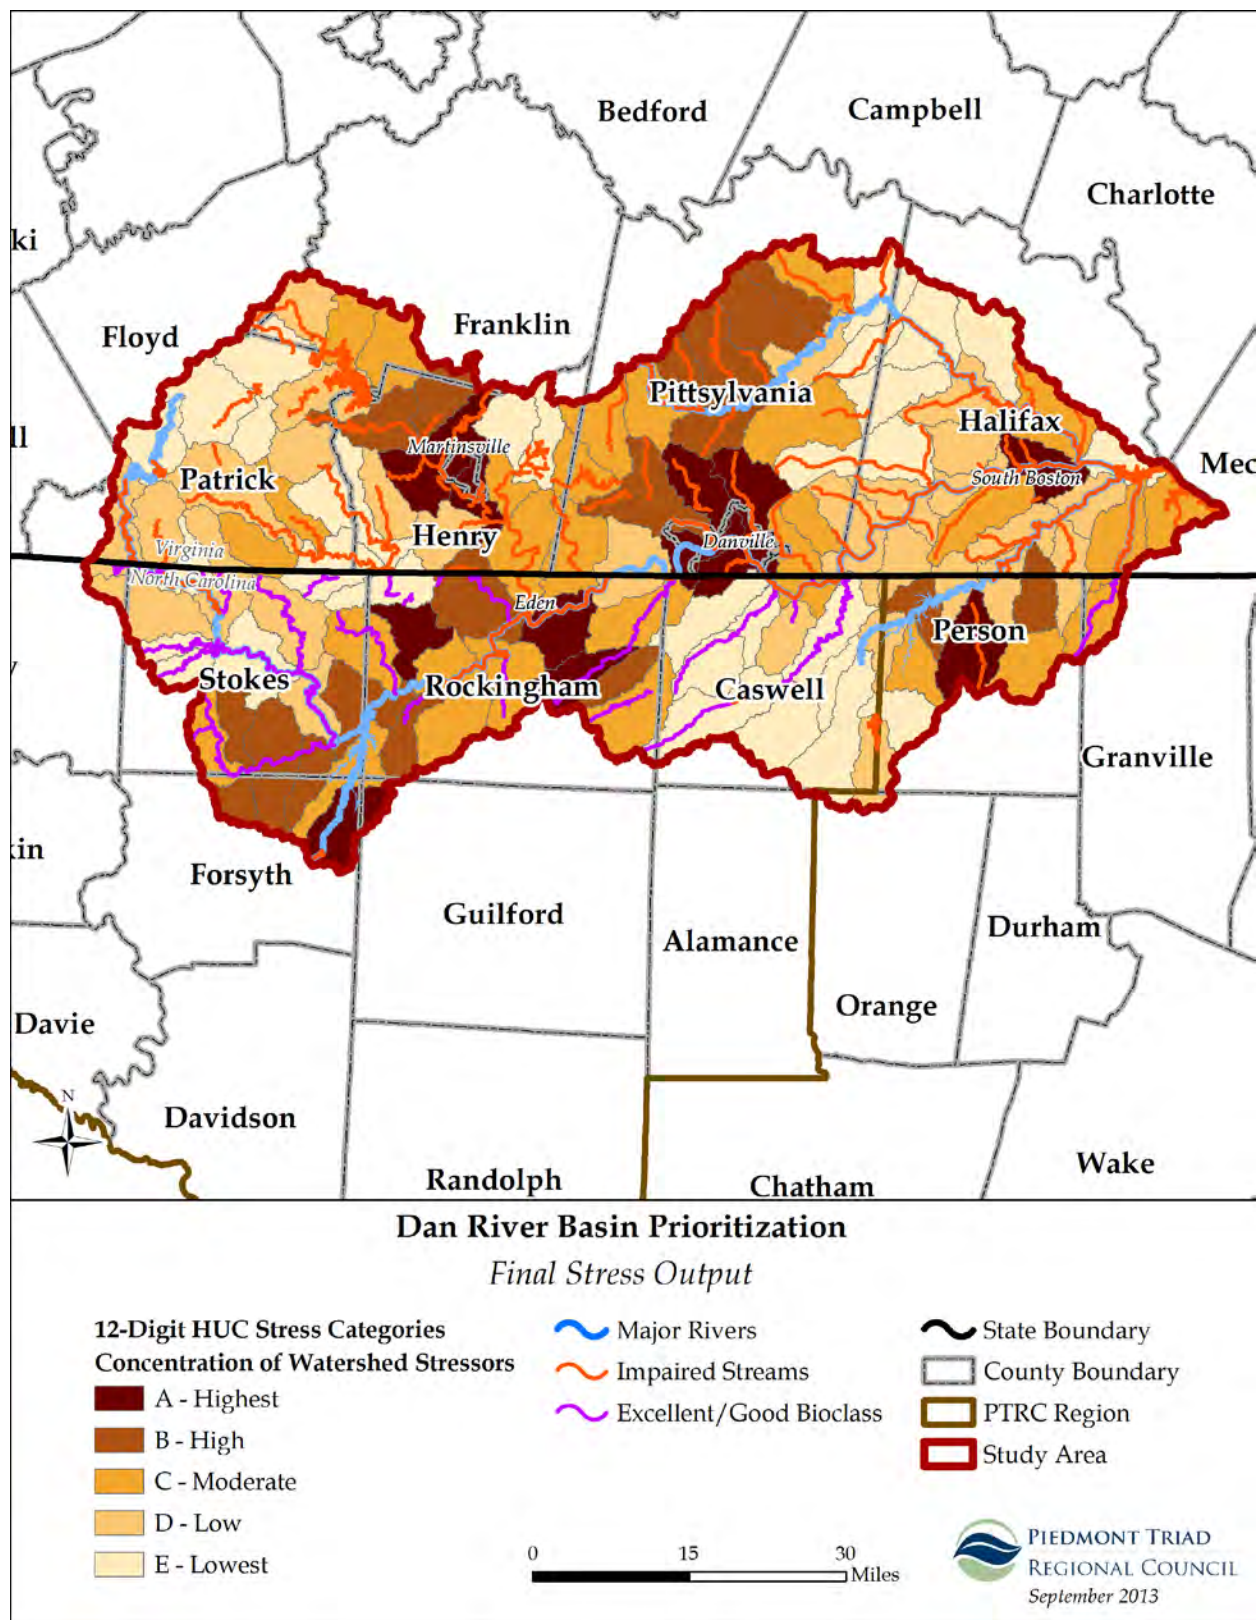 Bedford
Campbell
Charlotte
ki
Floyd
Franklin
Pittsylvania
Halifax
ll
Martinsville
Patrick
South Boston
Mec
Henry
Danville
Virginia
North Carolina
Eden
Person
Stokes
Rockingham
Caswell
Granville
kin
Forsyth
Guilford
Alamance
Durham
Orange
Davie
N
Davidson
Randolph
Chatham
Wake
Dan River Basin Prioritization
Final Stress Output
12-Digit HUC Stress Categories
Concentration of Watershed Stressors
A - Highest
B - High
C - Moderate
D - Low
E - Lowest
Major Rivers
Impaired Streams
Excellent/Good Bioclass
State Boundary
County Boundary
PTRC Region
Study Area
0 15 30
Miles
PIEDMONT TRIAD
REGIONAL COUNCIL
September 2013